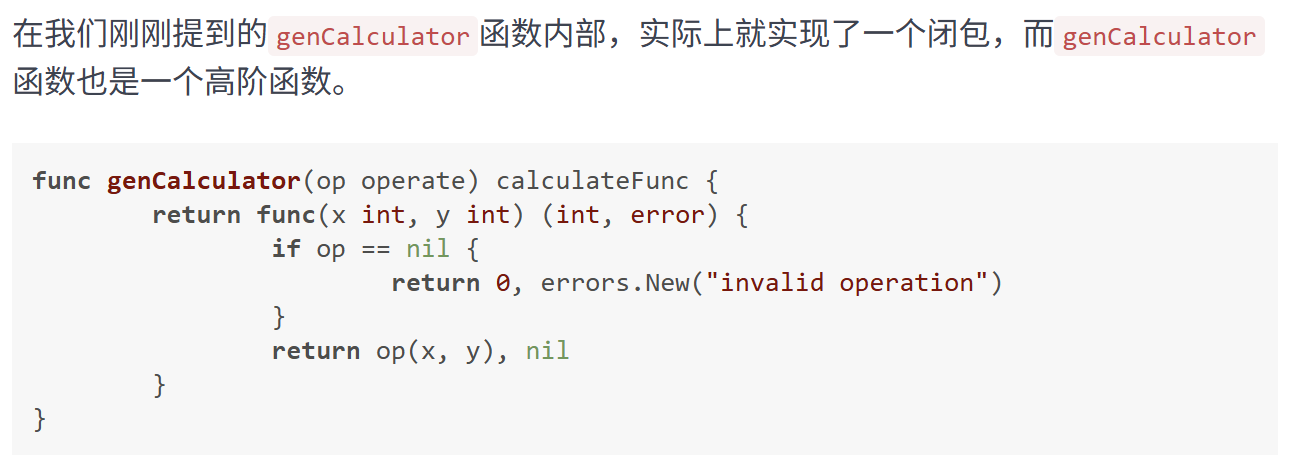 在我们刚刚提到的genCalculator函数内部，实际上就实现了一个闭包，而genCalculator
函数也是一个高阶函数。
func genCalculator(op operate) calculateFunc {
        return func(x int, y int) (int, error) {
                if op == nil {
                        return 0, errors.New("invalid operation")
                }
                return op(x, y), nil
        }
}